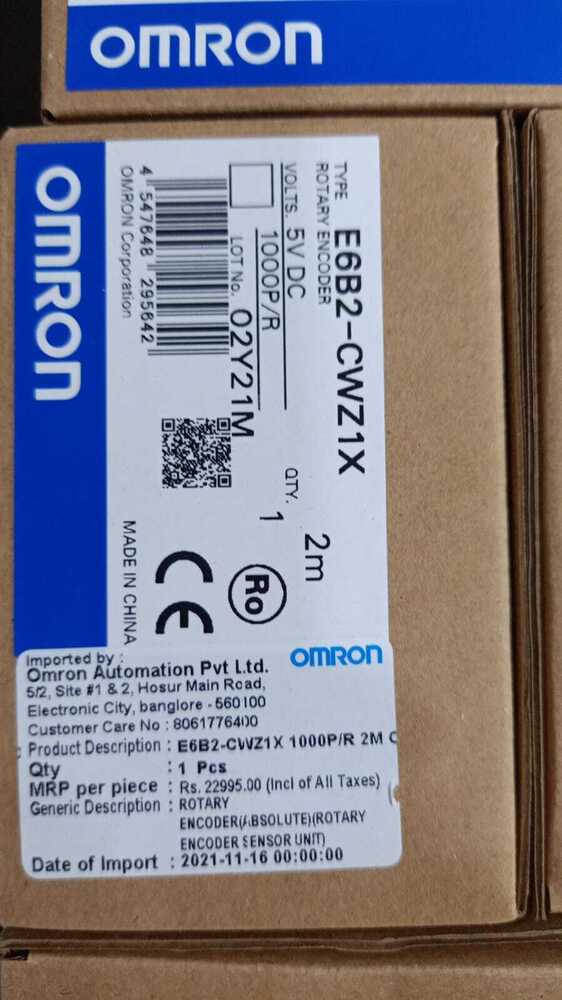 OMRON
OMRON
TYPE E6B2-CWZ1X 2m
ROTARY ENCODER
VOLTS. 5V DC QTY. 1
1000P/R
LOT No. 02Y21M
4 547648 295642
OMRON Corporation
MADE IN CHINA
CE
Ro
OMRON
Imported by :
Omron Automation Pvt Ltd.
5/2, Site #1 & 2, Hosur Main Road,
Electronic City, banglore - 560100
Customer Care No : 8061776400
Product Description : E6B2-CWZ1X 1000P/R 2M
Qty : 1 Pcs
MRP per piece : Rs. 22995.00 (Incl of All Taxes)
Generic Description : ROTARY
ENCODER(ABSOLUTE)(ROTARY
ENCODER SENSOR UNIT)
Date of Import : 2021-11-16 00:00:00